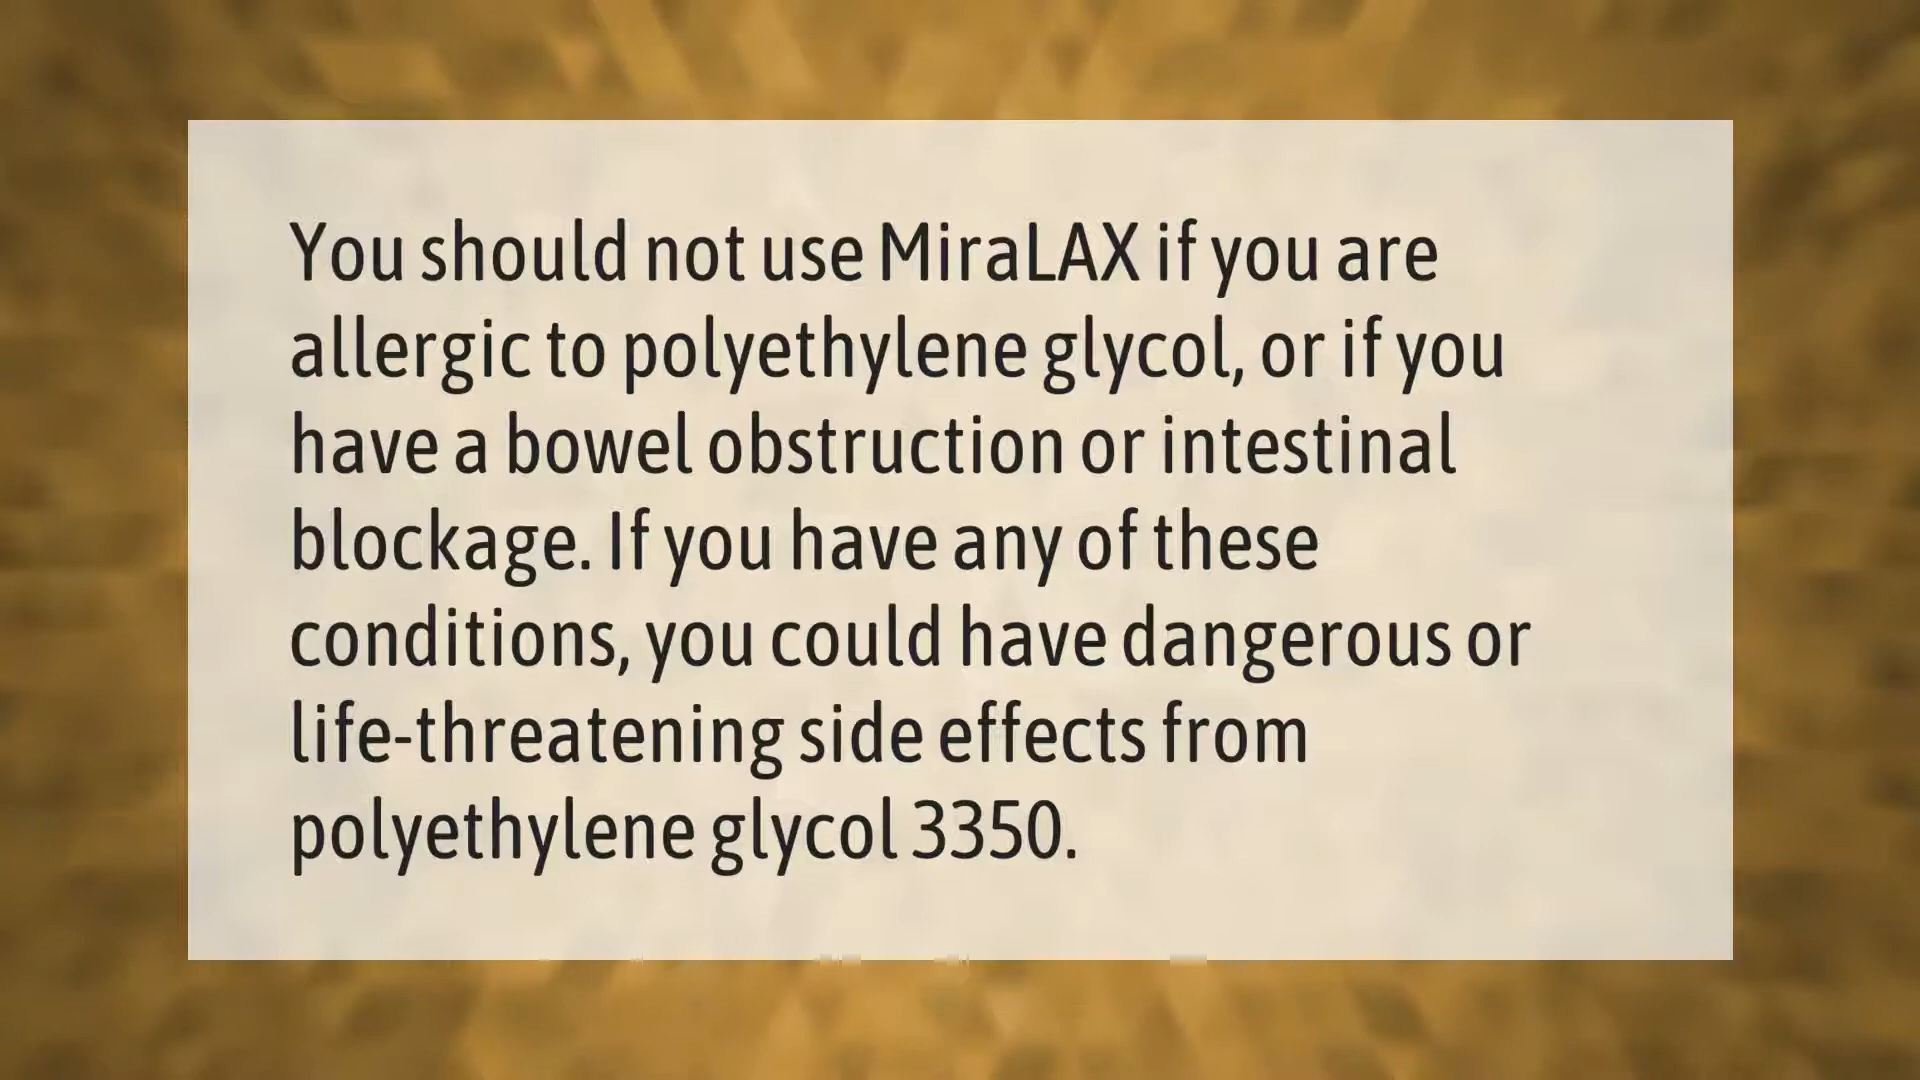 You should not use MiraLAX if you are
allergic to polyethylene glycol, or if you
have a bowel obstruction or intestinal
blockage. If you have any of these
conditions, you could have dangerous or
life-threatening side effects from
polyethylene glycol 3350.